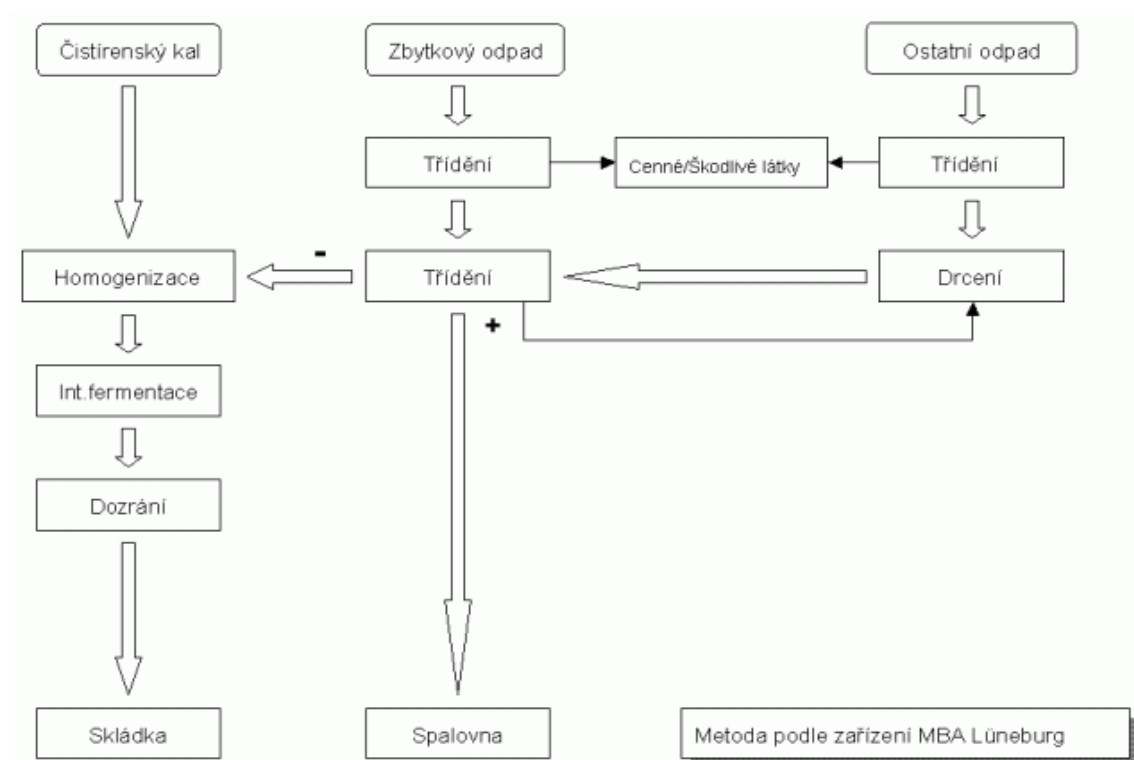 Čistírenský kal
Zbytkový odpad
Ostatní odpad
Třídění
Cenné/Škodlivé látky
Třídění
Homogenizace
-
Třídění
Drcení
+
Int.fermentace
Dozrání
Skládka
Spalovna
Metoda podle zařízení MBA Lüneburg